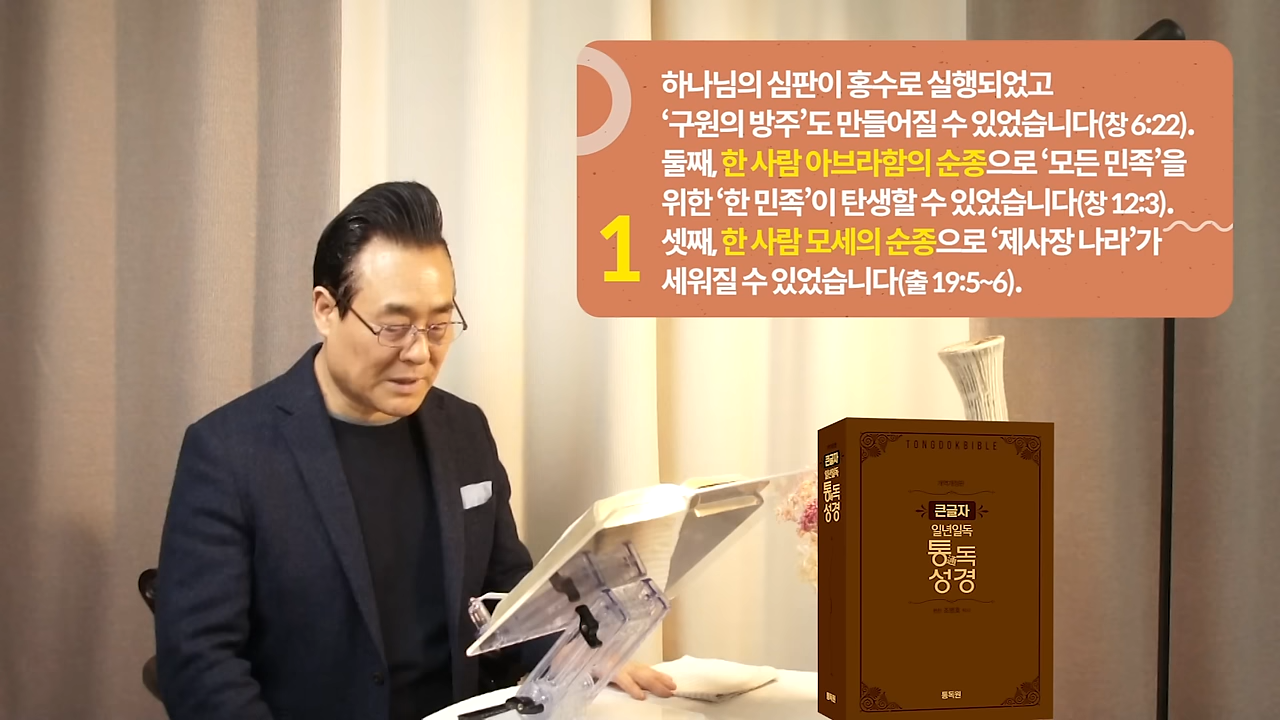 하나님의 심판이 홍수로 실행되었고
‘구원의 방주’도 만들어질 수 있었습니다(창 6:22).
둘째, 한 사람 아브라함의 순종으로 ‘모든 민족’을
위한 ‘한 민족’이 탄생할 수 있었습니다(창 12:3).
1
셋째, 한 사람 모세의 순종으로 ‘제사장 나라’가
세워질 수 있었습니다(출 19:5~6).
큰글자
일년일독
통독
성경
통독원
TONGDOKBIBLE
큰글자
일년일독
통독
성경
통독원